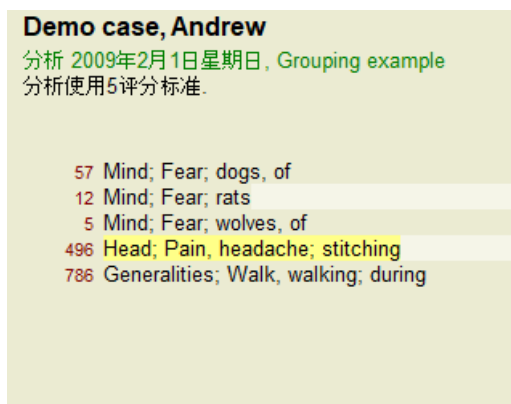 Demo case, Andrew
分析 2009年2月1日星期日, Grouping example
分析使用5评分标准.
57 Mind; Fear; dogs, of
12 Mind; Fear; rats
5 Mind; Fear; wolves, of
496 Head; Pain, headache; stitching
786 Generalities; Walk, walking; during